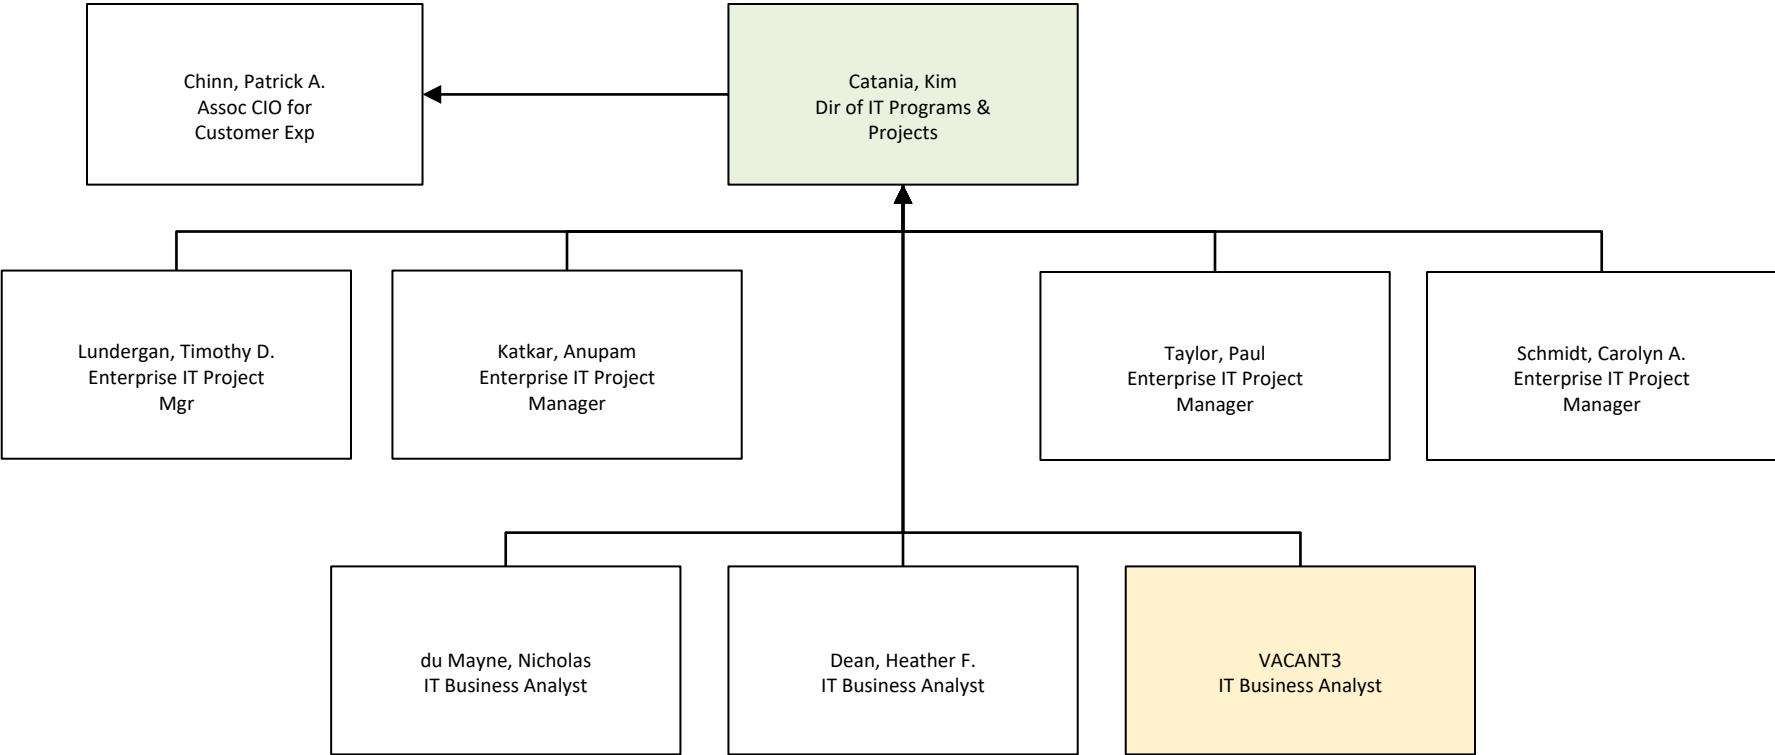 Chinn, Patrick A.
Assoc CIO for
Customer Exp
Catania, Kim
Dir of IT Programs &
Projects
Lundergan, Timothy D.
Enterprise IT Project
Mgr
Katkar, Anupam
Enterprise IT Project
Manager
Taylor, Paul
Enterprise IT Project
Manager
Schmidt, Carolyn A.
Enterprise IT Project
Manager
du Mayne, Nicholas
IT Business Analyst
Dean, Heather F.
IT Business Analyst
VACANT3
IT Business Analyst